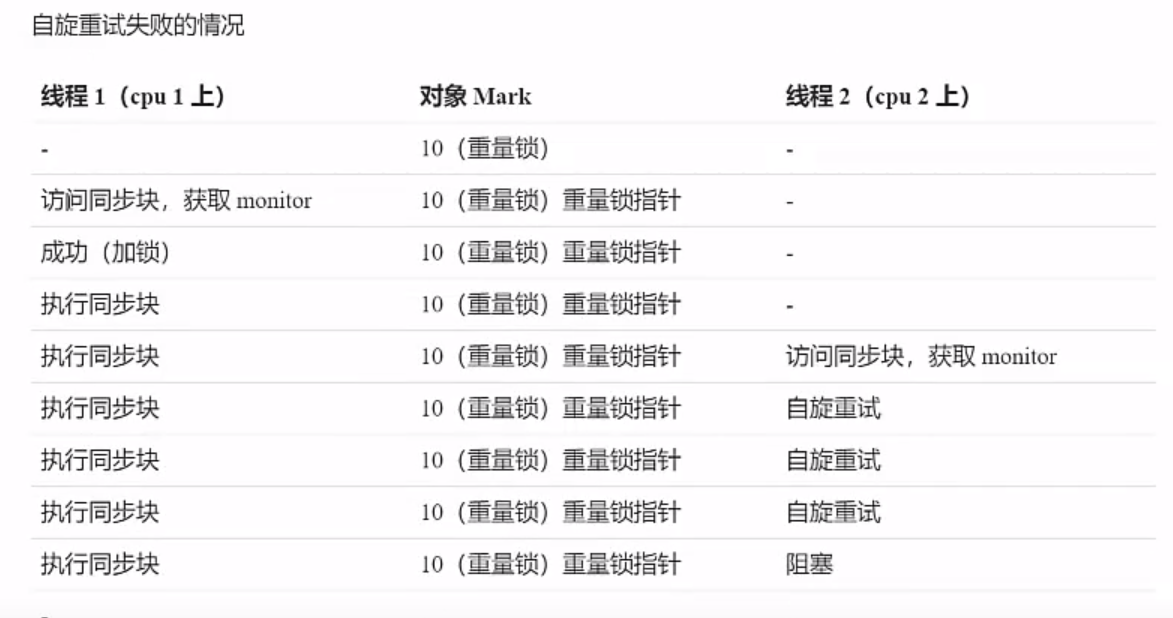 自旋重试失败的情况
线程 1（cpu 1 上） 对象 Mark 线程 2（cpu 2 上）
- 10（重量锁） -
访问同步块，获取 monitor 10（重量锁）重量锁指针 -
成功（加锁） 10（重量锁）重量锁指针 -
执行同步块 10（重量锁）重量锁指针 -
执行同步块 10（重量锁）重量锁指针 访问同步块，获取 monitor
执行同步块 10（重量锁）重量锁指针 自旋重试
执行同步块 10（重量锁）重量锁指针 自旋重试
执行同步块 10（重量锁）重量锁指针 自旋重试
执行同步块 10（重量锁）重量锁指针 阻塞